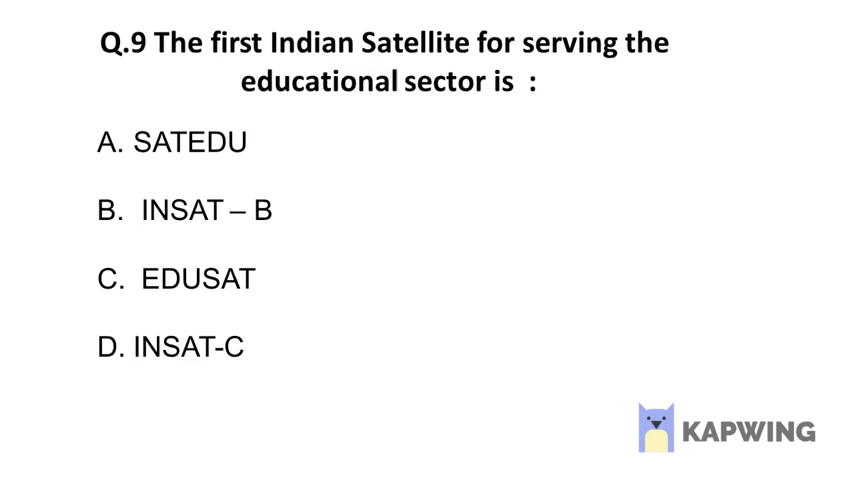 Q.9 The first Indian Satellite for serving the
educational sector is :
A. SATEDU
B. INSAT – B
C. EDUSAT
D. INSAT-C
KAPWING